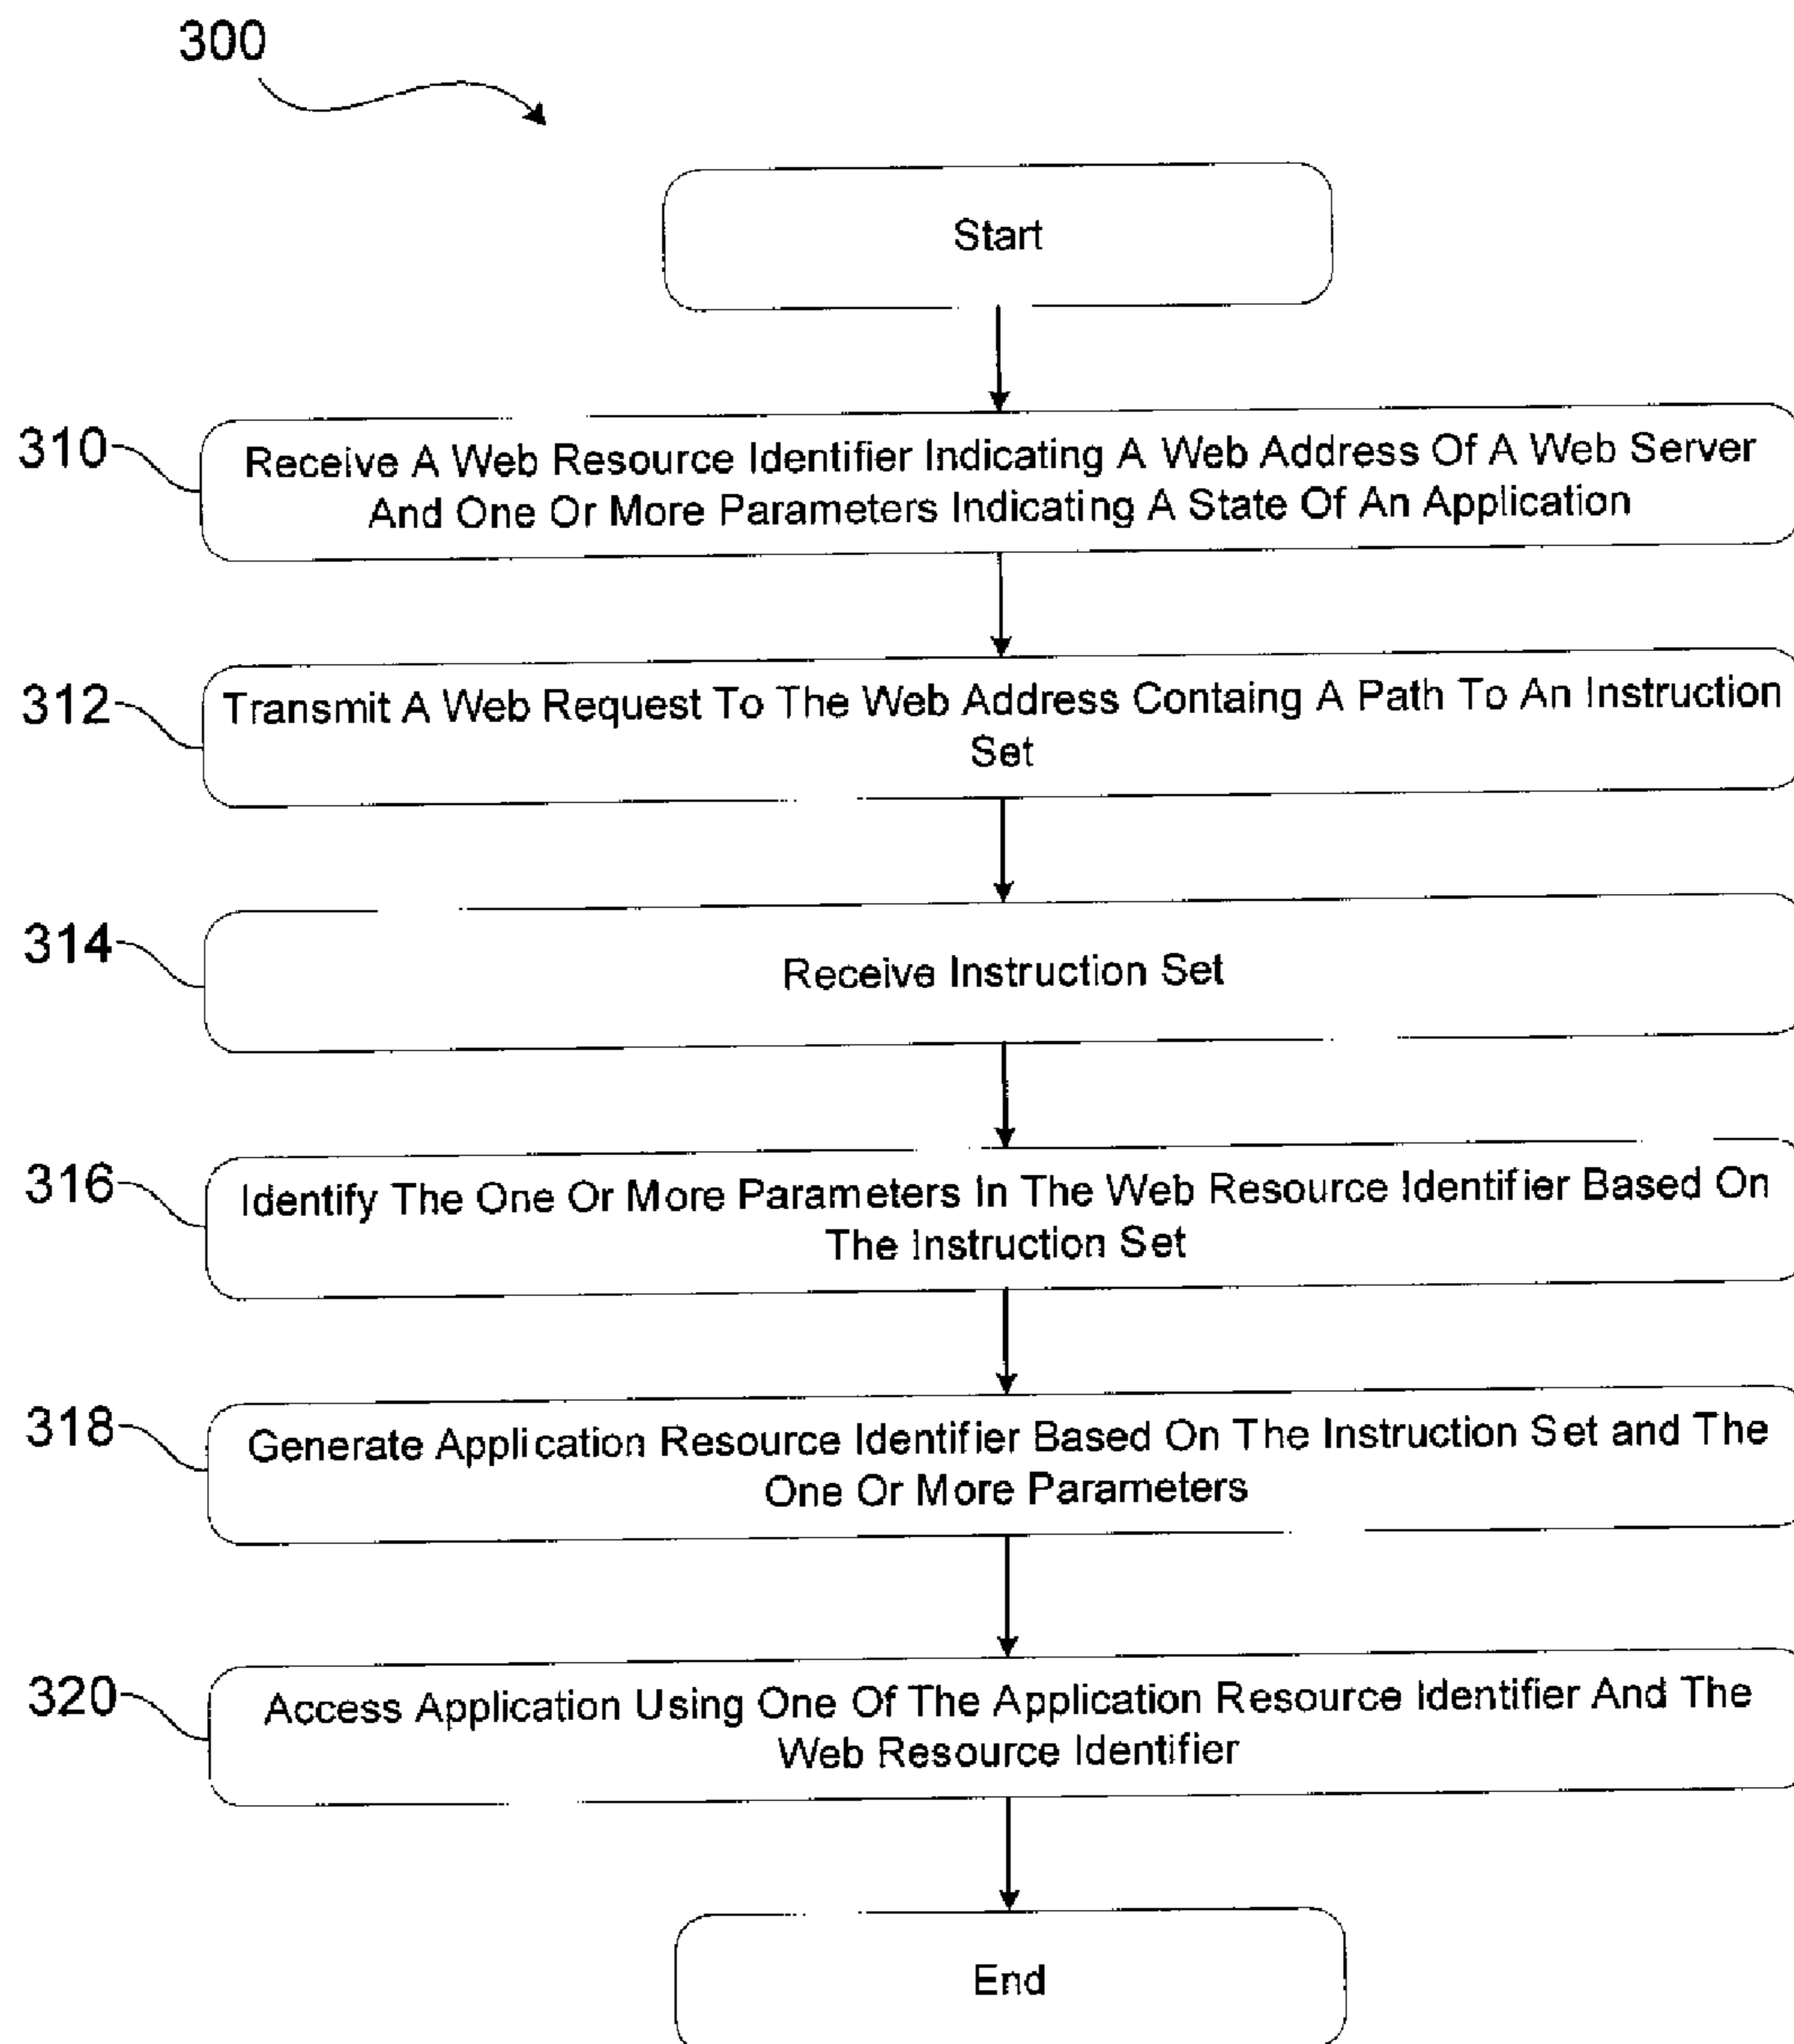 300
Start
310
Receive A Web Resource Identifier Indicating A Web Address Of A Web Server
And One Or More Parameters Indicating A State Of An Application
312
Transmit A Web Request To The Web Address Containg A Path To An Instruction
Set
314
Receive Instruction Set
316
Identify The One Or More Parameters In The Web Resource Identifier Based On
The Instruction Set
318
Generate Application Resource Identifier Based On The Instruction Set and The
One Or More Parameters
320
Access Application Using One Of The Application Resource Identifier And The
Web Resource Identifier
End